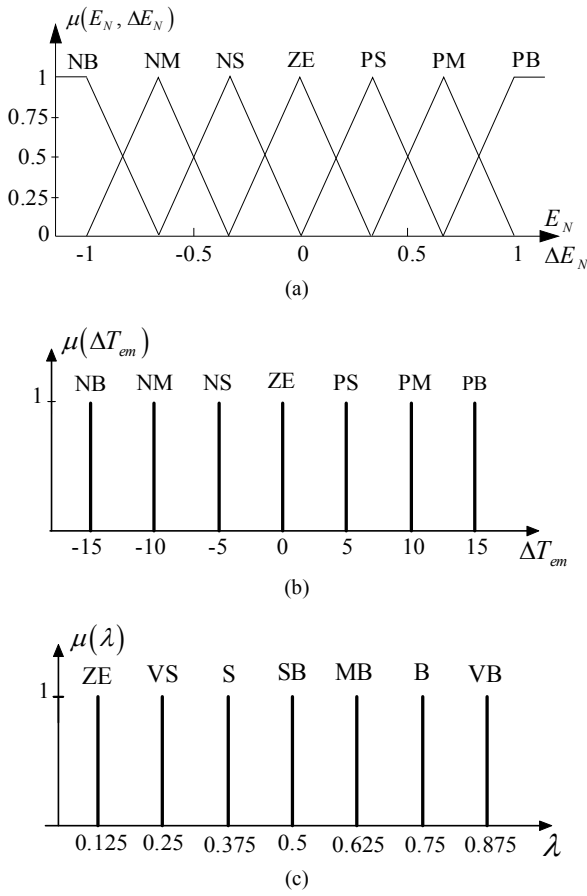 μ(E_N, ΔE_N)
NB NM NS ZE PS PM PB
1
0.75
0.5
0.25
0
E_N
-1 -0.5 0 0.5 1 ΔE_N
(a)
μ(ΔT_em)
NB NM NS ZE PS PM PB
1
-15 -10 -5 0 5 10 15 ΔT_em
(b)
μ(λ)
ZE VS S SB MB B VB
1
0.125 0.25 0.375 0.5 0.625 0.75 0.875 λ
(c)